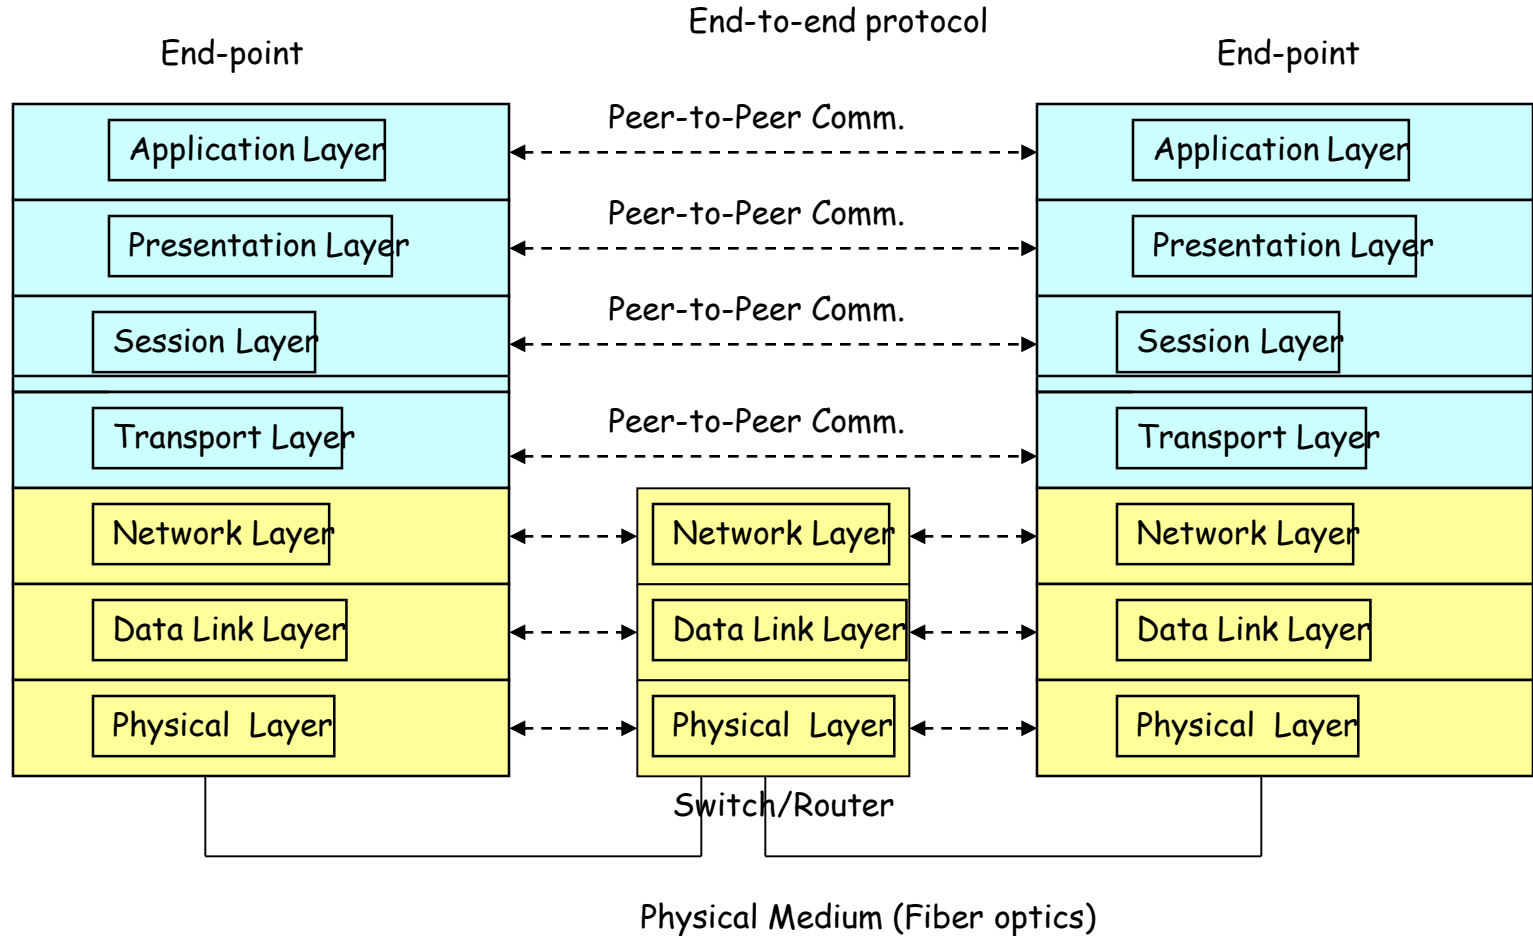 End-to-end protocol
End-point
End-point
Peer-to-Peer Comm.
Application Layer
Application Layer
Peer-to-Peer Comm.
Presentation Layer
Presentation Layer
Peer-to-Peer Comm.
Session Layer
Session Layer
Peer-to-Peer Comm.
Transport Layer
Transport Layer
Network Layer
Network Layer
Network Layer
Data Link Layer
Data Link Layer
Data Link Layer
Physical Layer
Physical Layer
Physical Layer
Switch/Router
Physical Medium (Fiber optics)